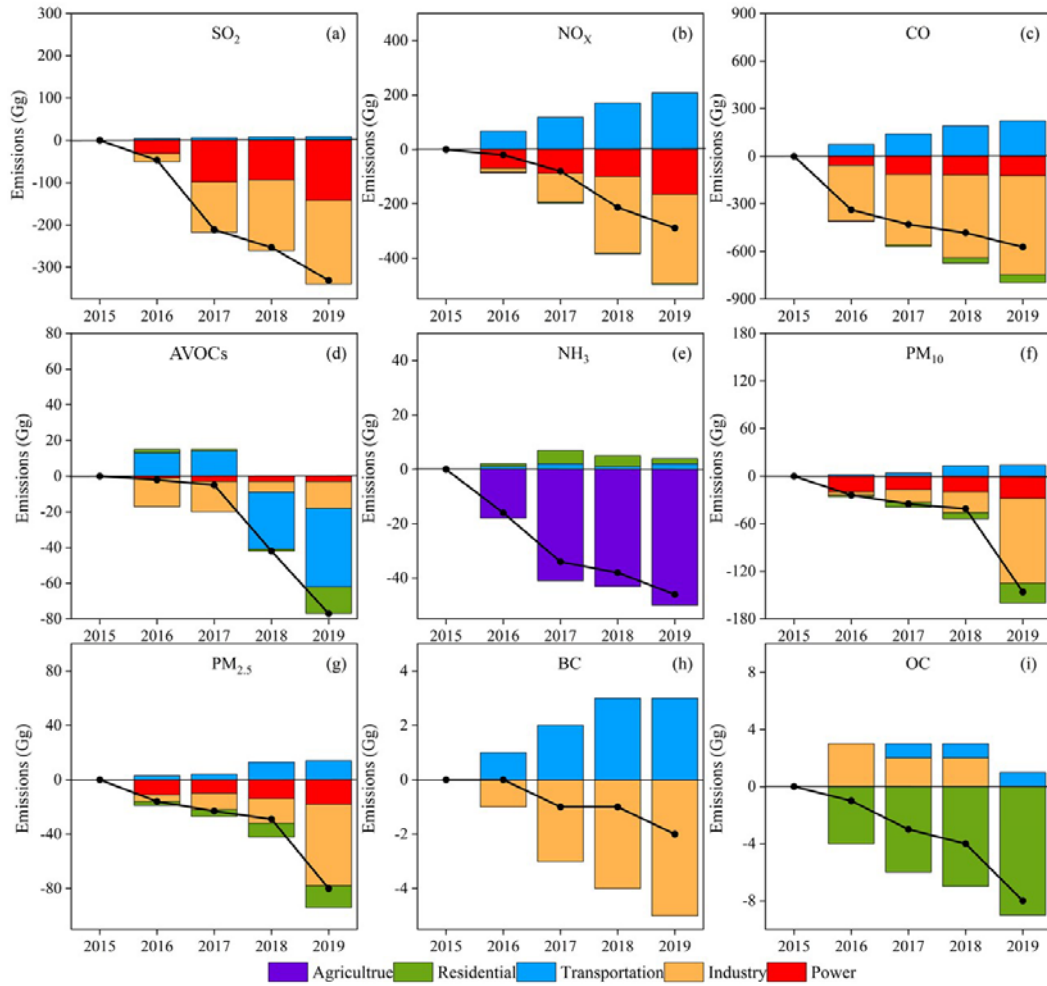 SO2 (a)
Emissions (Gg)
300
200
100
0
-100
-200
-300
2015 2016 2017 2018 2019
NOX (b)
Emissions (Gg)
400
200
0
-200
-400
2015 2016 2017 2018 2019
CO (c)
Emissions (Gg)
900
600
300
0
-300
-600
-900
2015 2016 2017 2018 2019
AVOCs (d)
Emissions (Gg)
80
60
40
20
0
-20
-40
-60
-80
2015 2016 2017 2018 2019
NH3 (e)
Emissions (Gg)
40
20
0
-20
-40
2015 2016 2017 2018 2019
PM10 (f)
Emissions (Gg)
180
120
60
0
-60
-120
-180
2015 2016 2017 2018 2019
PM2.5 (g)
Emissions (Gg)
80
40
0
-40
-80
2015 2016 2017 2018 2019
BC (h)
Emissions (Gg)
4
2
0
-2
-4
2015 2016 2017 2018 2019
OC (i)
Emissions (Gg)
8
4
0
-4
-8
2015 2016 2017 2018 2019
Agricultrue Residential Transportation Industry Power